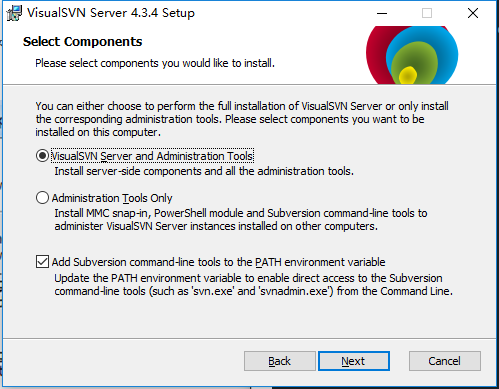 VisualSVN Server 4.3.4 Setup
Select Components
Please select components you would like to install.
You can either choose to perform the full installation of VisualSVN Server or only install
the corresponding administration tools. Please select components you want to be
installed on this computer.
VisualSVN Server and Administration Tools
Install server-side components and all the administration tools.
Administration Tools Only
Install MMC snap-in, PowerShell module and Subversion command-line tools to
administer VisualSVN Server instances installed on other computers.
Add Subversion command-line tools to the PATH environment variable
Update the PATH environment variable to enable direct access to the Subversion
command-line tools (such as 'svn.exe' and 'svnadmin.exe') from the Command Line.
Back Next Cancel